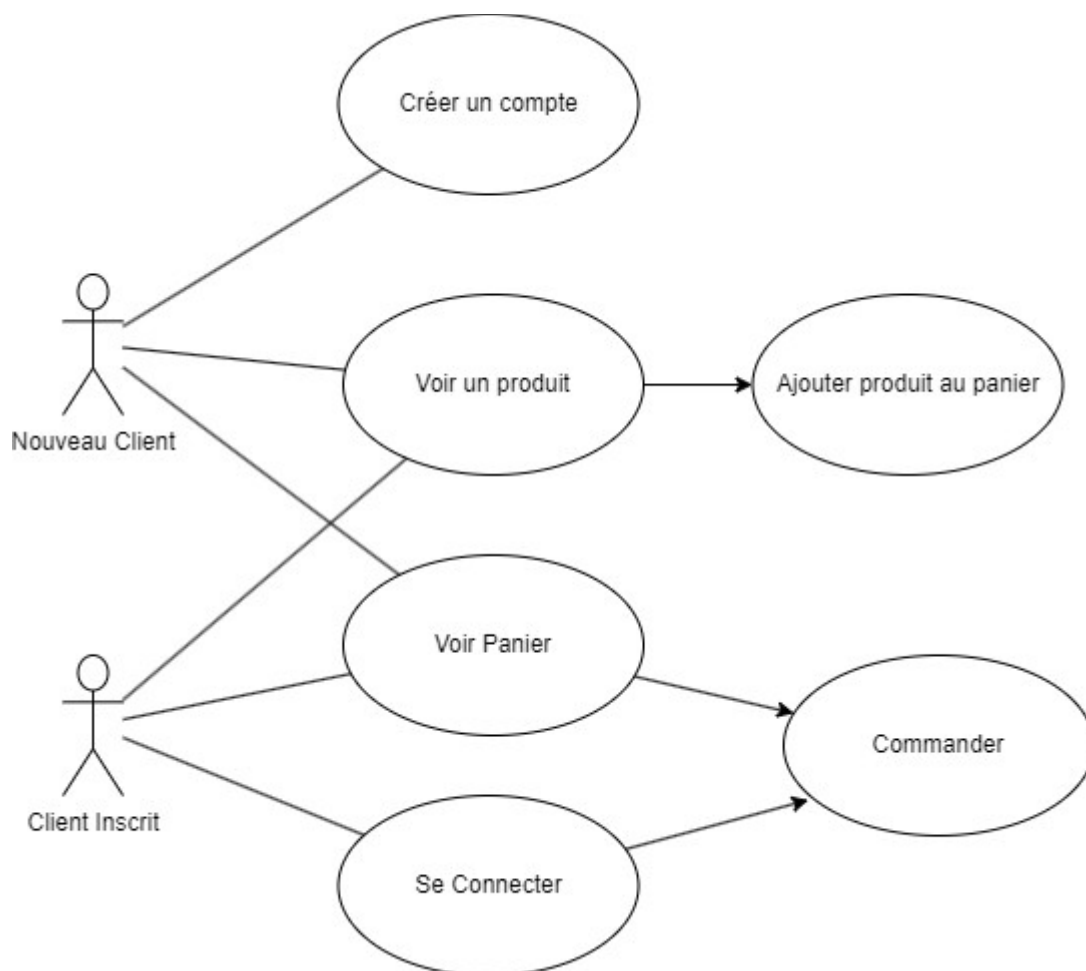 Créer un compte
Voir un produit
Ajouter produit au panier
Nouveau Client
Voir Panier
Commander
Client Inscrit
Se Connecter